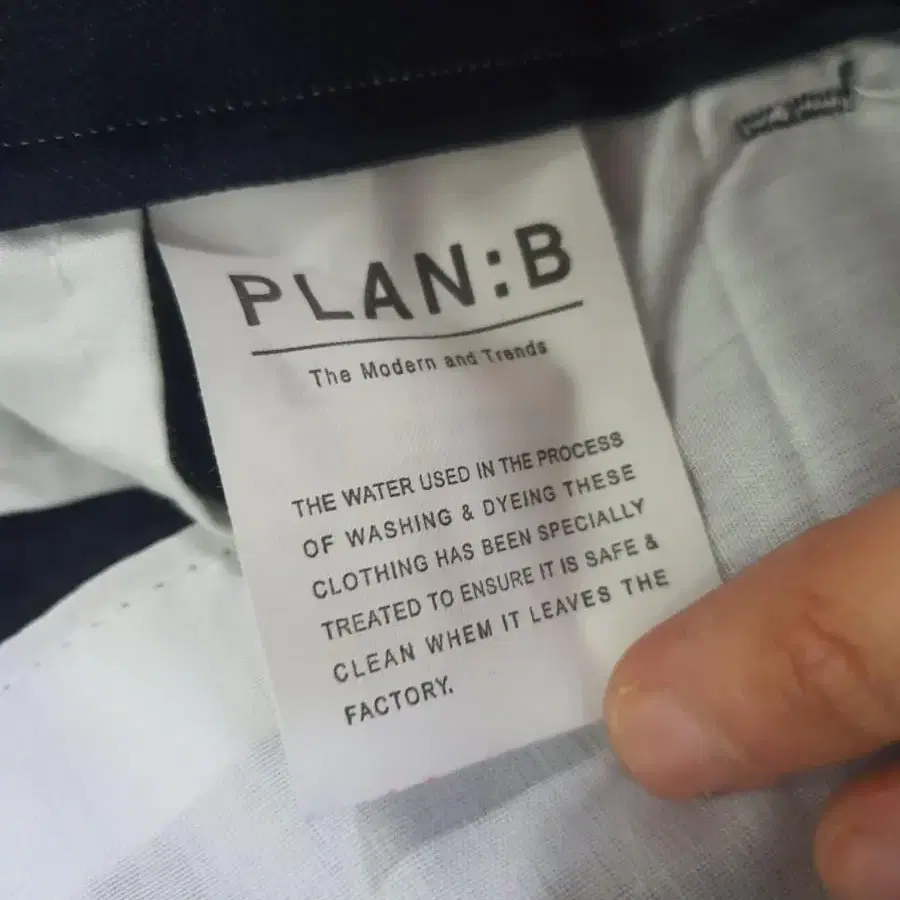 PLAN:B
The Modern and Trends
THE WATER USED IN THE PROCESS
OF WASHING & DYEING THESE
CLOTHING HAS BEEN SPECIALLY
TREATED TO ENSURE IT IS SAFE &
CLEAN WHEM IT LEAVES THE
FACTORY.